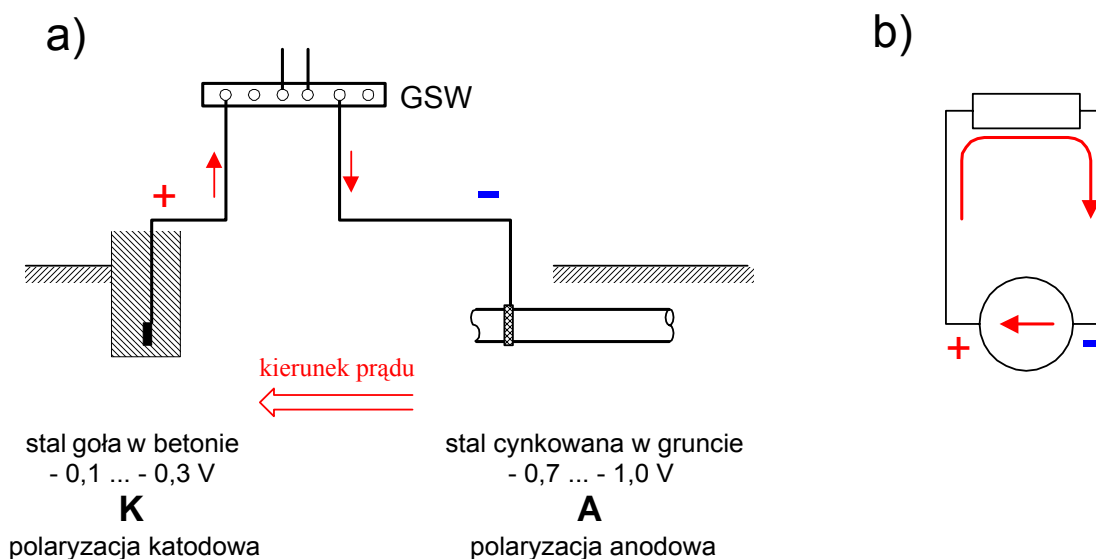 a)
b)
GSW
+
-
kierunek prądu
+
-
stal goła w betonie
- 0,1 ... - 0,3 V
K
polaryzacja katodowa
stal cynkowana w gruncie
- 0,7 ... - 1,0 V
A
polaryzacja anodowa